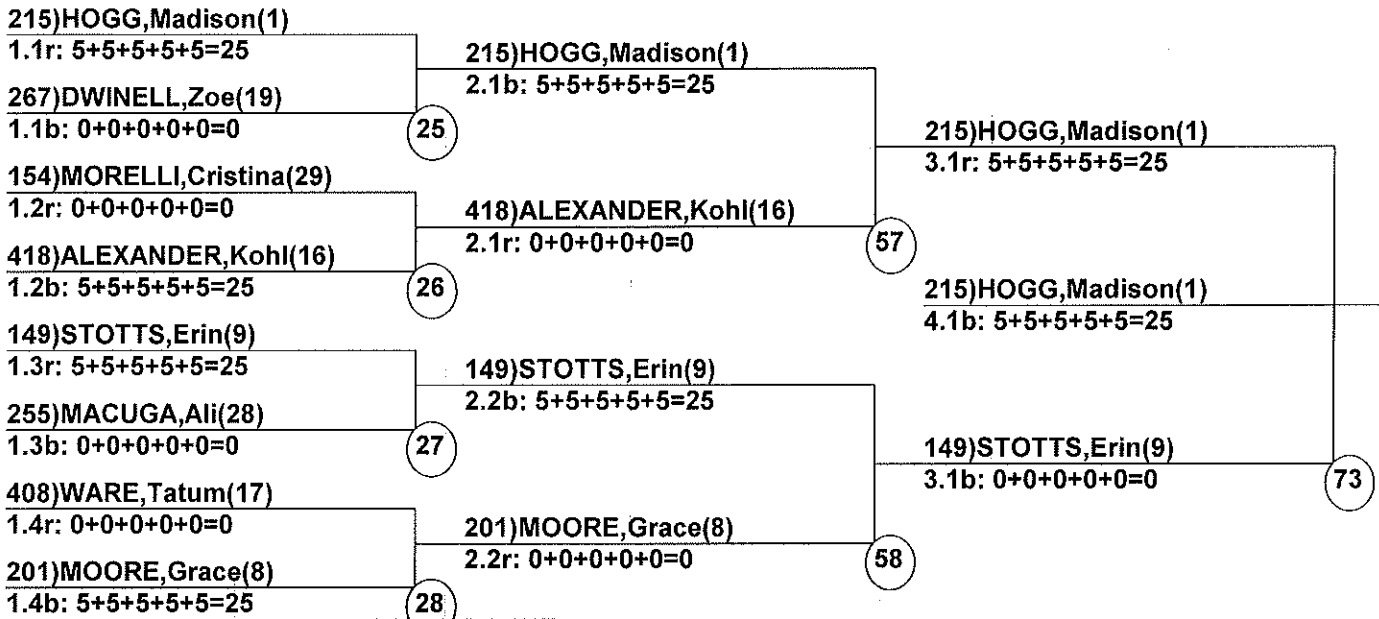 215)HOGG,Madison(1)
1.1r: 5+5+5+5+5=25
267)DWINELL,Zoe(19)
1.1b: 0+0+0+0+0=0
25
154)MORELLI,Cristina(29)
1.2r: 0+0+0+0+0=0
418)ALEXANDER,Kohl(16)
1.2b: 5+5+5+5+5=25
26
149)STOTTS,Erin(9)
1.3r: 5+5+5+5+5=25
255)MACUGA,Ali(28)
1.3b: 0+0+0+0+0=0
27
408)WARE,Tatum(17)
1.4r: 0+0+0+0+0=0
201)MOORE,Grace(8)
1.4b: 5+5+5+5+5=25
28
215)HOGG,Madison(1)
2.1b: 5+5+5+5+5=25
418)ALEXANDER,Kohl(16)
2.1r: 0+0+0+0+0=0
57
149)STOTTS,Erin(9)
2.2b: 5+5+5+5+5=25
201)MOORE,Grace(8)
2.2r: 0+0+0+0+0=0
58
215)HOGG,Madison(1)
3.1r: 5+5+5+5+5=25
215)HOGG,Madison(1)
4.1b: 5+5+5+5+5=25
149)STOTTS,Erin(9)
3.1b: 0+0+0+0+0=0
73